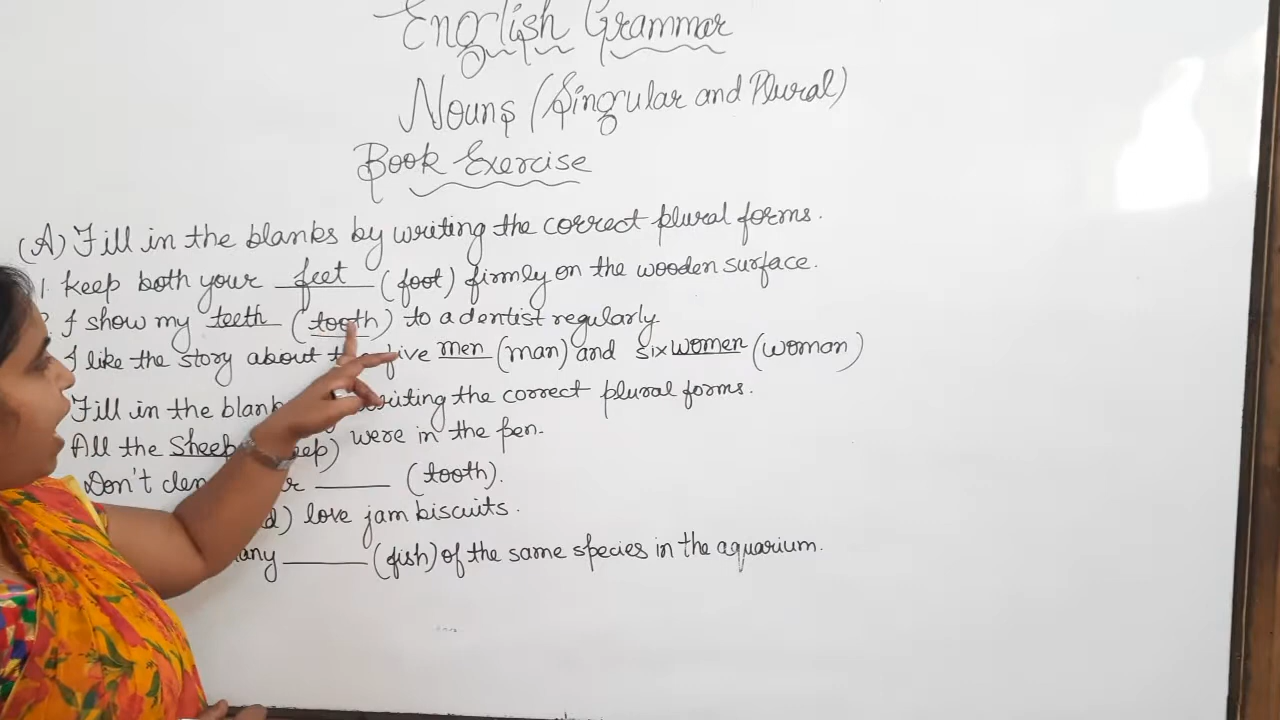 English Grammar
Nouns (Singular and Plural)
Book Exercise
(A) Fill in the blanks by writing the correct plural forms.
1. Keep both your feet (foot) firmly on the wooden surface.
I show my teeth (tooth) to a dentist regularly
I like the story about five men (man) and six women (woman)
Fill in the writing the correct plural forms.
All the Sheep were in the pen.
Don't ______ (tooth).
love jam biscuits.
______ (fish) of the same species in the aquarium.